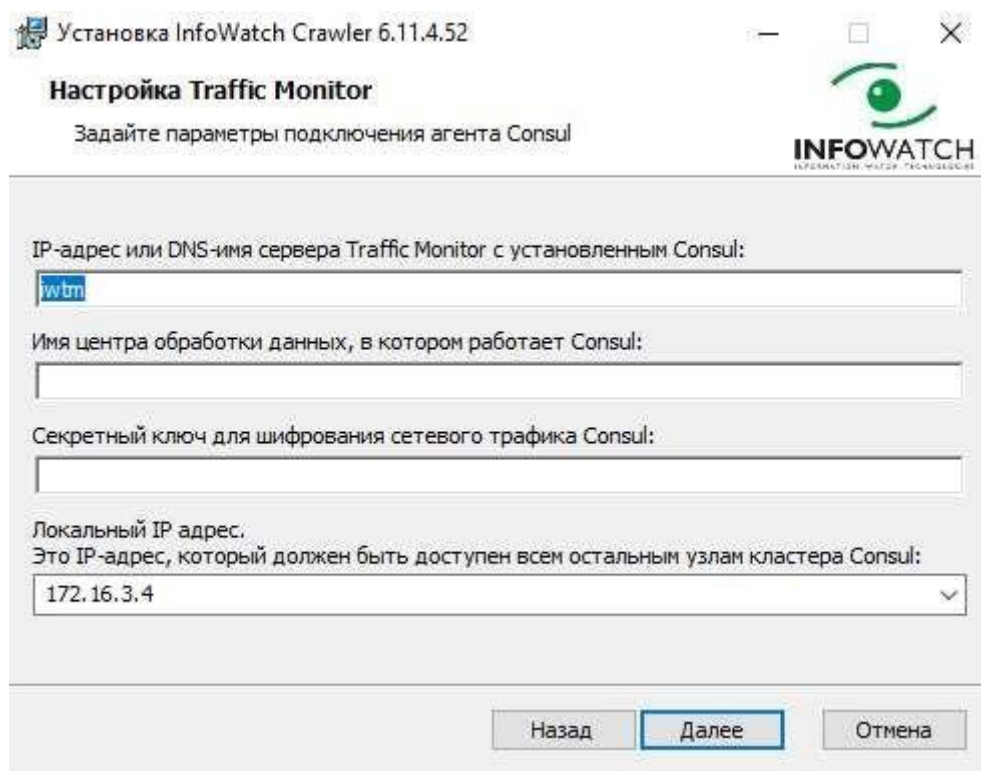 Установка InfoWatch Crawler 6.11.4.52
Настройка Traffic Monitor
Задайте параметры подключения агента Consul
INFOWATCH
IP-адрес или DNS-имя сервера Traffic Monitor с установленным Consul:
iwtm
Имя центра обработки данных, в котором работает Consul:
Секретный ключ для шифрования сетевого трафика Consul:
Локальный IP адрес.
Это IP-адрес, который должен быть доступен всем остальным узлам кластера Consul:
172.16.3.4
Назад
Далее
Отмена